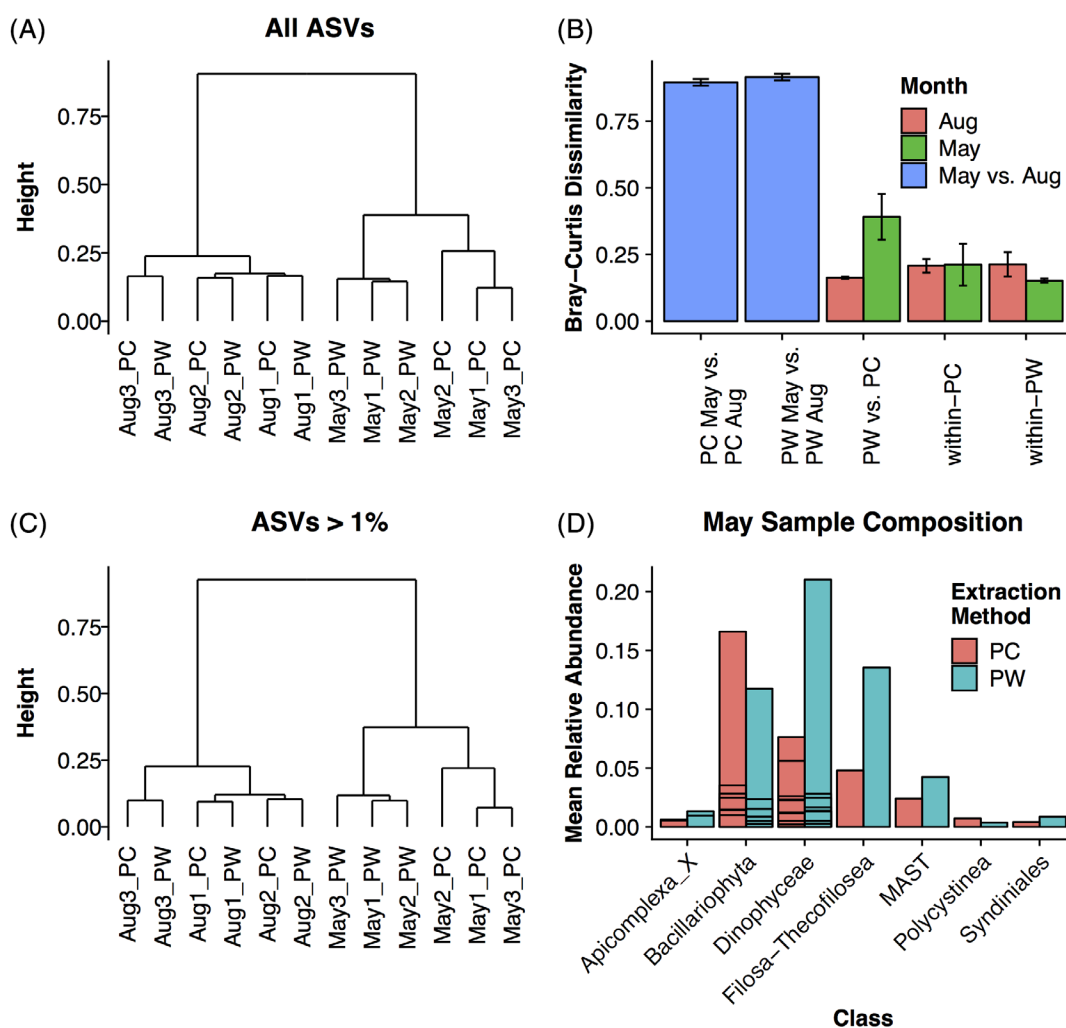 (A)
All ASVs
Height
0.75
0.50
0.25
0.00
Aug3_PC
Aug3_PW
Aug2_PC
Aug2_PW
Aug1_PC
Aug1_PW
May3_PW
May1_PW
May2_PW
May2_PC
May1_PC
May3_PC
(B)
Bray−Curtis Dissimilarity
0.75
0.50
0.25
0.00
Month
Aug
May
May vs. Aug
PC May vs.
PC Aug
PW May vs.
PW Aug
PW vs. PC
within−PC
within−PW
(C)
ASVs > 1%
Height
0.75
0.50
0.25
0.00
Aug3_PC
Aug3_PW
Aug1_PC
Aug1_PW
Aug2_PC
Aug2_PW
May3_PW
May1_PW
May2_PW
May2_PC
May1_PC
May3_PC
(D)
May Sample Composition
Mean Relative Abundance
0.20
0.15
0.10
0.05
0.00
Extraction
Method
PC
PW
Apicomplexa_X
Bacillariophyta
Dinophyceae
Filosa−Thecofilosea
MAST
Polycystinea
Syndiniales
Class